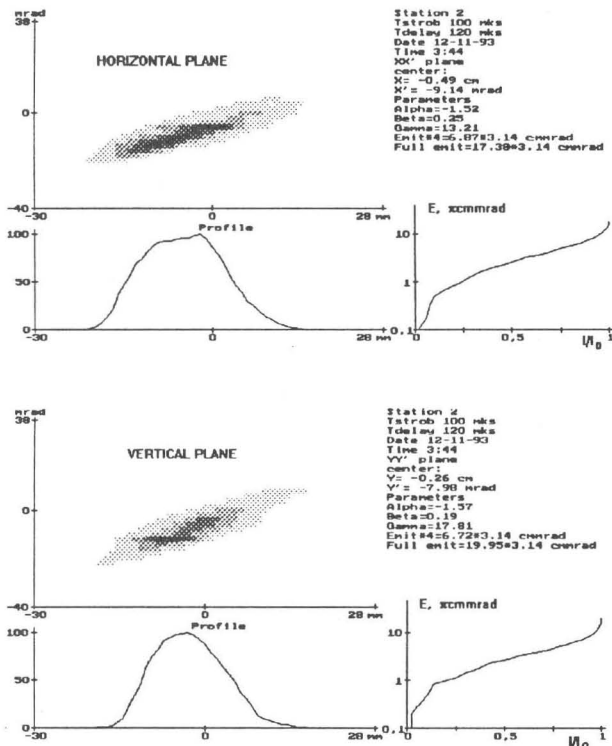 mrad
38
HORIZONTAL PLANE
0
-40
-30
0
28 mm
Station 2
Tstrob 100 mks
Tdelay 120 mks
Date 12-11-93
Time 3:44
XX' plane
center:
X= -0.49 cm
X'= -9.14 mrad
Parameters
Alpha=-1.52
Beta=0.25
Gamma=13.21
Emit*4=6.87*3.14 cmmrad
Full emit=17.38*3.14 cmmrad
Profile
100
50
0
-30
0
28 mm
E, πcmmrad
10
1
0.1
0,5
1
I/I₀
mrad
38
VERTICAL PLANE
0
-40
-30
0
28 mm
Station 2
Tstrob 100 mks
Tdelay 120 mks
Date 12-11-93
Time 3:44
YY' plane
center:
Y= -0.26 cm
Y'= -7.98 mrad
Parameters
Alpha=-1.57
Beta=0.19
Gamma=17.81
Emit*4=6.72*3.14 cmmrad
Full emit=19.95*3.14 cmmrad
Profile
100
50
0
-30
0
28 mm
E, πcmmrad
10
1
0.1
0,5
1
I/I₀